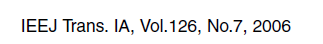 IEEJ Trans. IA, Vol.126, No.7, 2006